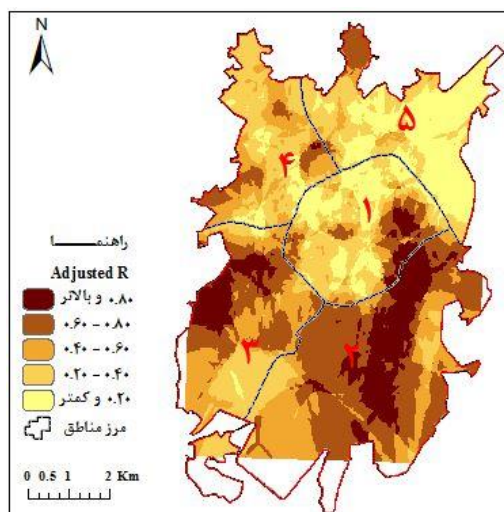 N
۵
۴
۱
۳
۲
راهنمــــا
Adjusted R
۰.۸۰ و بالاتر
۰.۶۰ – ۰.۸۰
۰.۴۰ – ۰.۶۰
۰.۲۰ – ۰.۴۰
۰.۲۰ و کمتر
مرز مناطق
0 0.5 1 2 Km